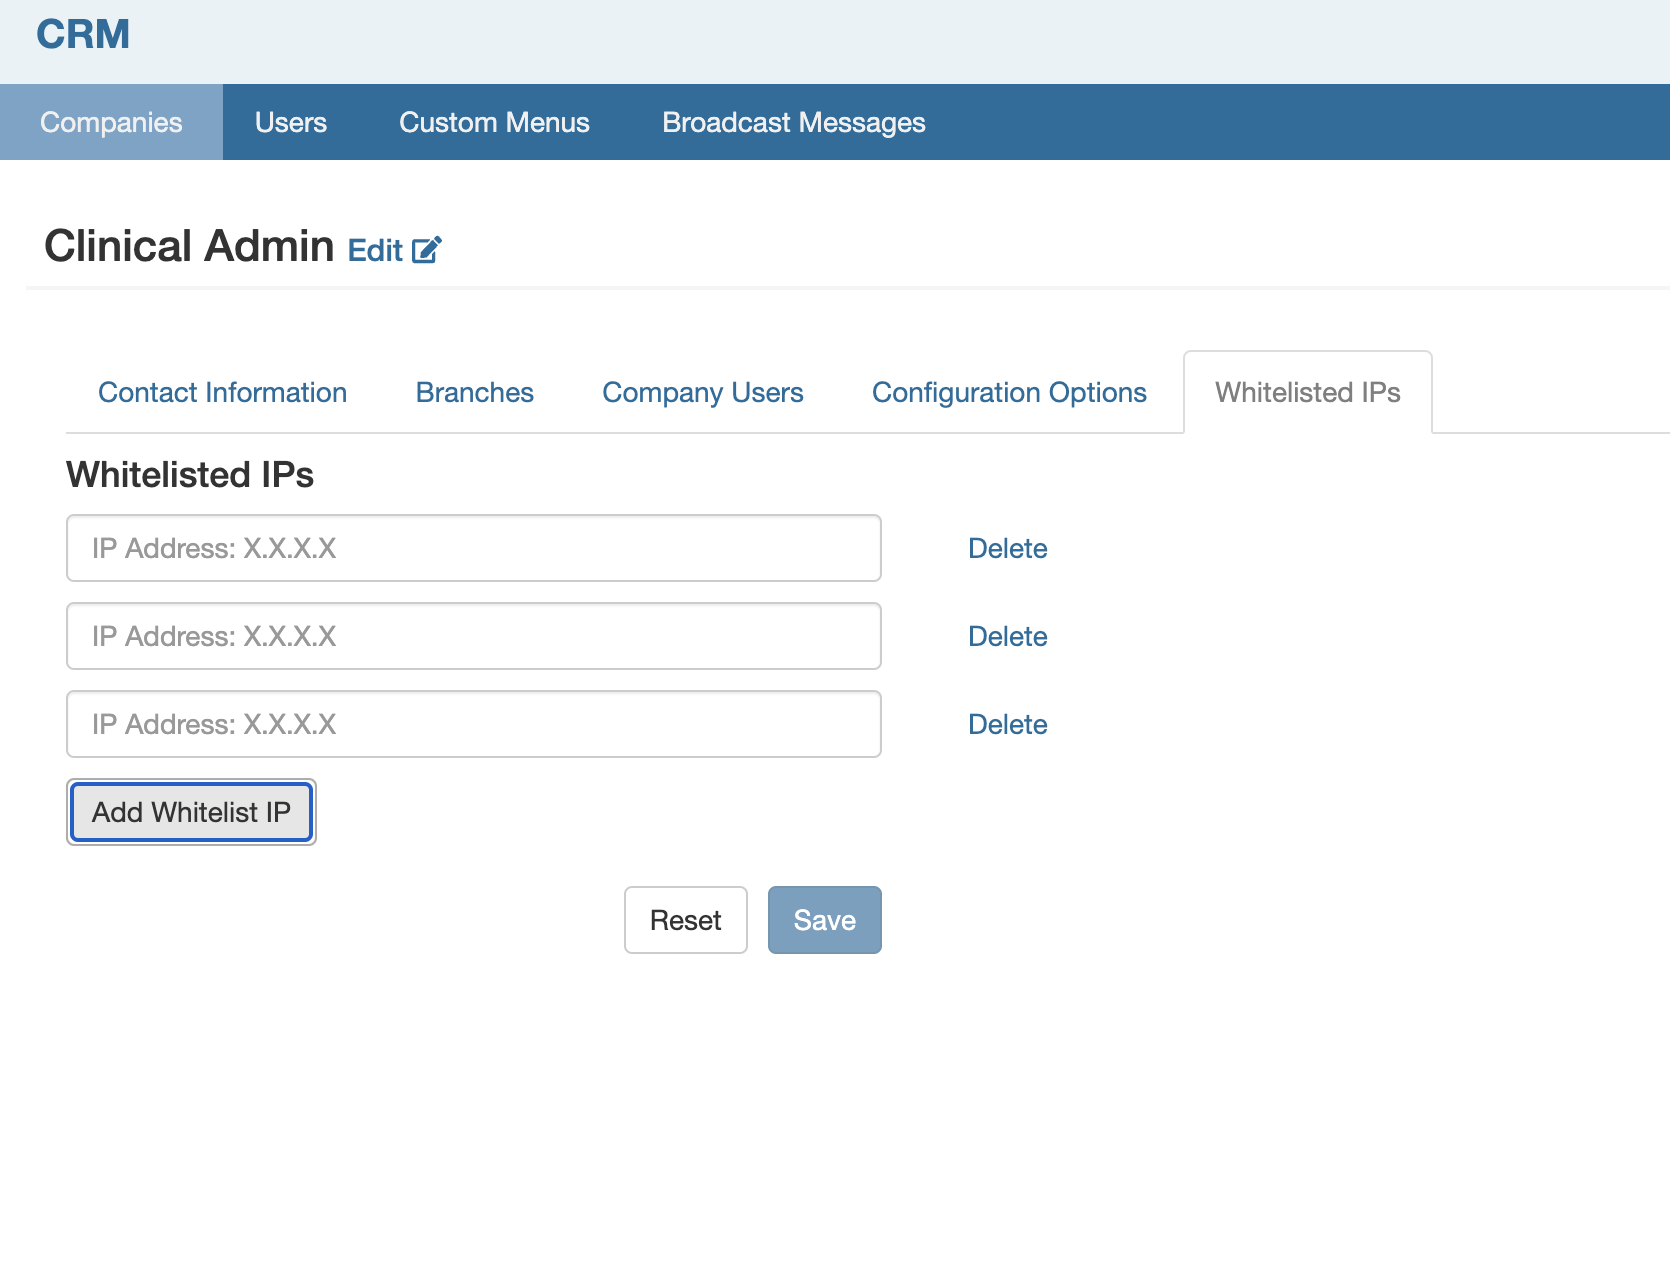 CRM
Companies Users Custom Menus Broadcast Messages
Clinical Admin Edit
Contact Information Branches Company Users Configuration Options Whitelisted IPs
Whitelisted IPs
IP Address: X.X.X.X Delete
IP Address: X.X.X.X Delete
IP Address: X.X.X.X Delete
Add Whitelist IP
Reset Save